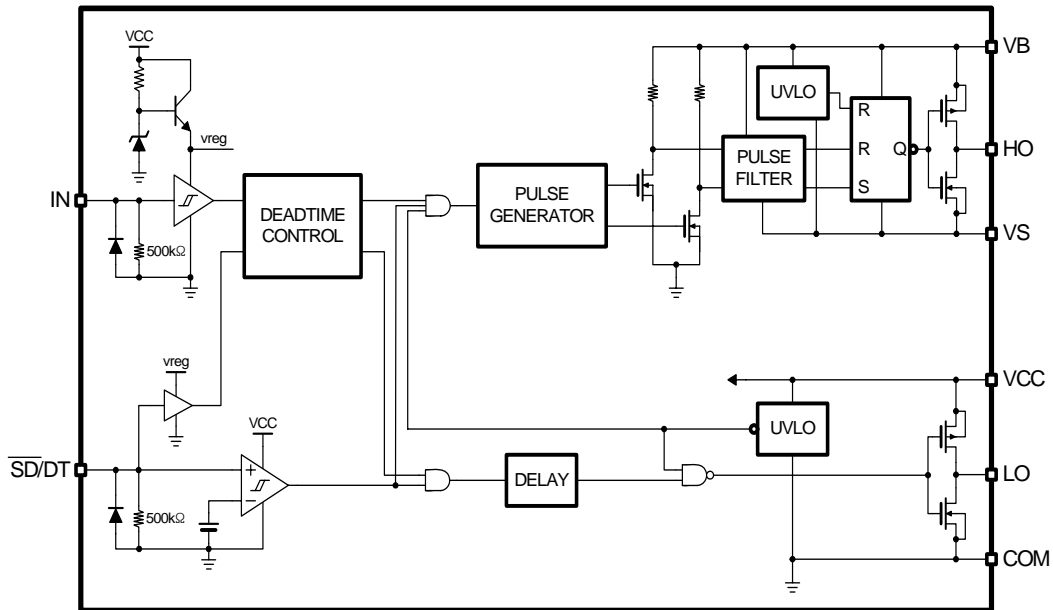 VCC
VB
UVLO
R
vreg
R
Q
HO
PULSE
FILTER
S
IN
DEADTIME
CONTROL
PULSE
GENERATOR
500kΩ
VS
vreg
VCC
VCC
UVLO
SD/DT
+
−
DELAY
LO
500kΩ
COM